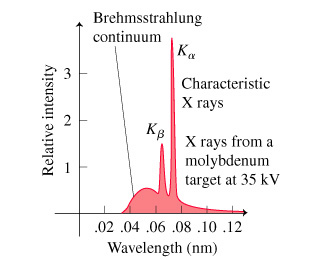 Brehmsstrahlung
continuum
Kα
Characteristic
X rays
Kβ
X rays from a
molybdenum
target at 35 kV
Relative intensity
3
2
1
.02 .04 .06 .08 .10 .12
Wavelength (nm)